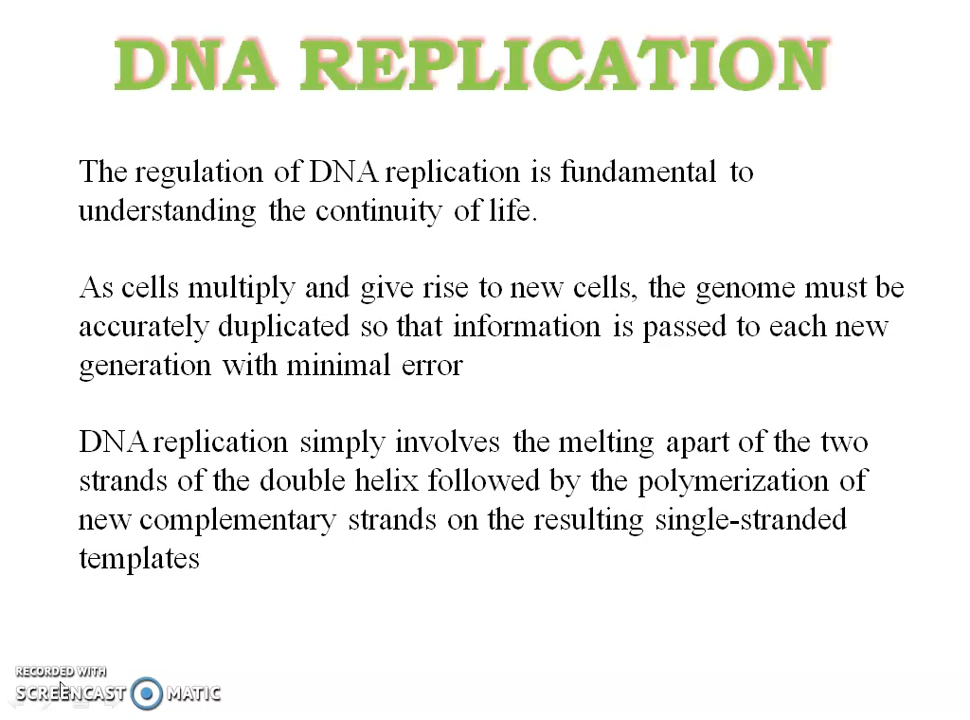 DNA REPLICATION
The regulation of DNA replication is fundamental to
understanding the continuity of life.
As cells multiply and give rise to new cells, the genome must be
accurately duplicated so that information is passed to each new
generation with minimal error
DNA replication simply involves the melting apart of the two
strands of the double helix followed by the polymerization of
new complementary strands on the resulting single-stranded
templates
RECORDED WITH
SCREENCAST MATIC